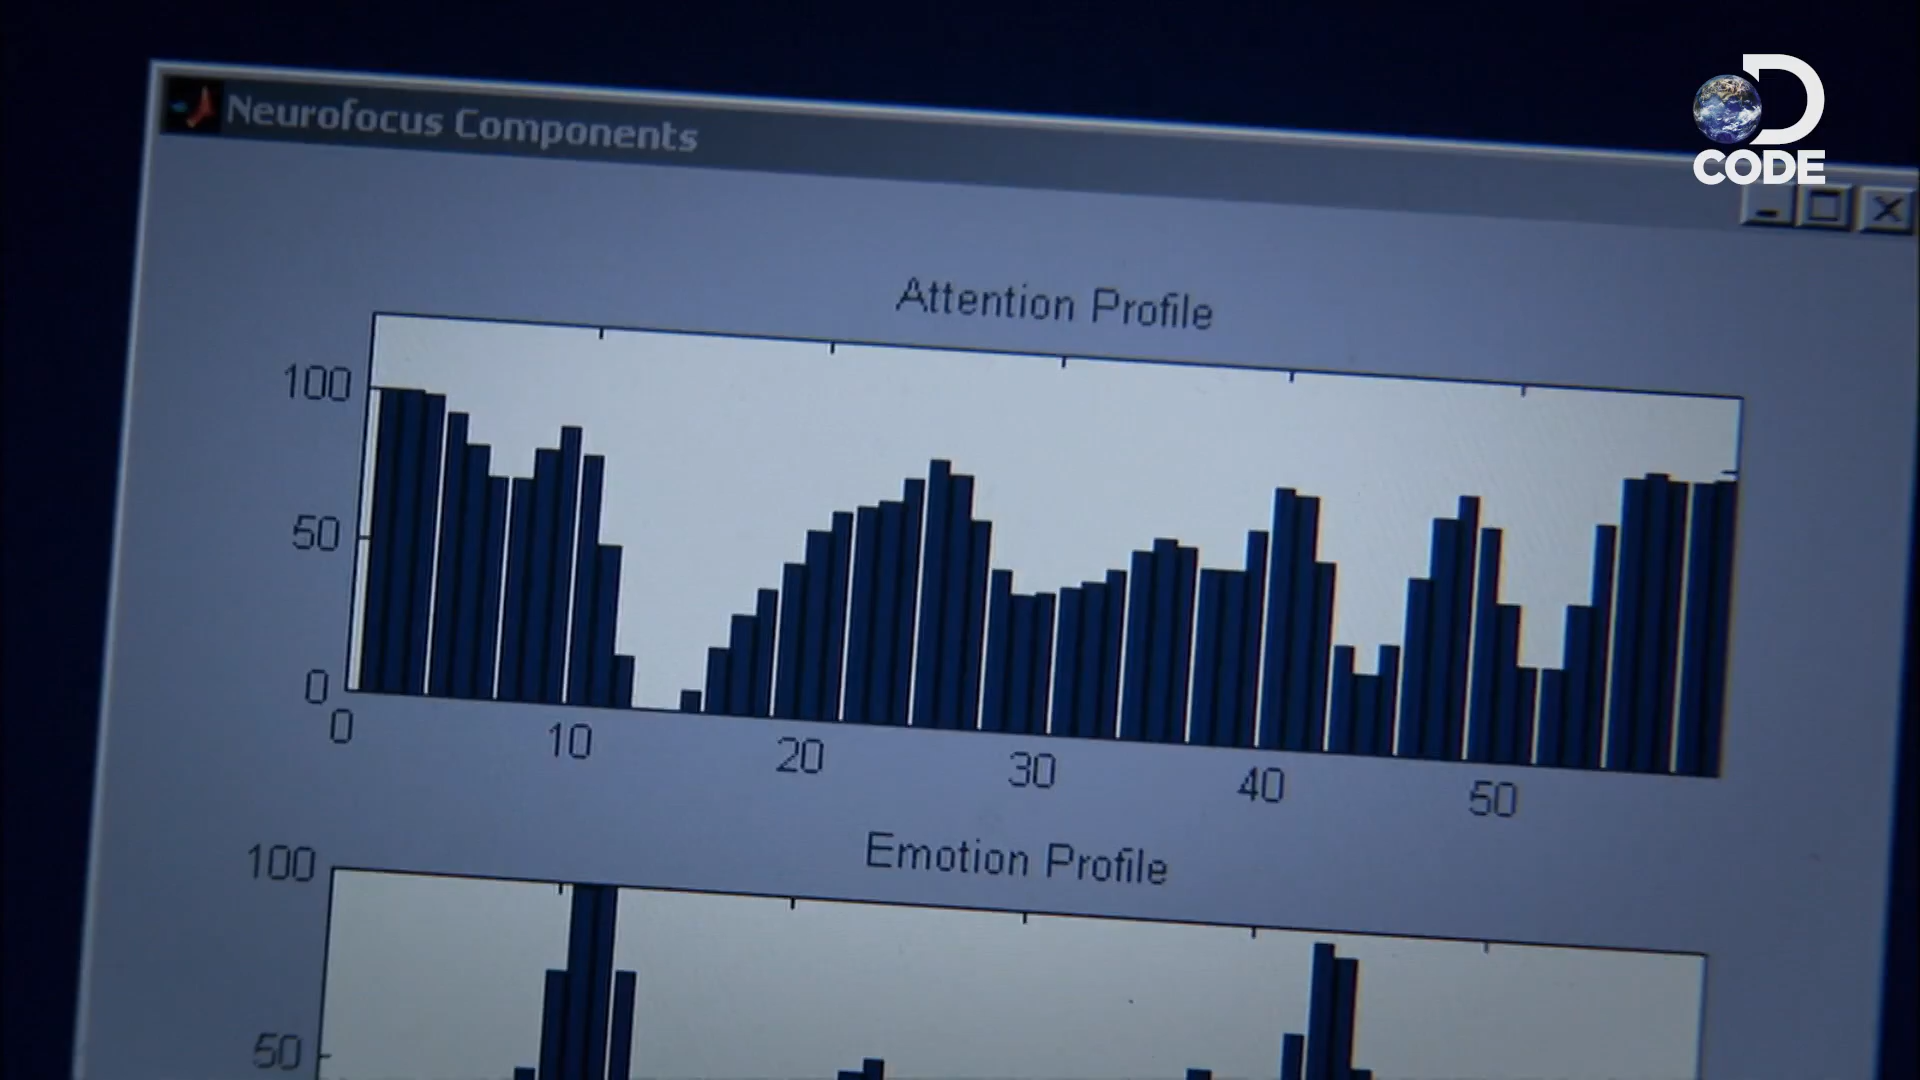 Neurofocus Components
D
CODE
Attention Profile
100
50
0
0 10 20 30 40 50
Emotion Profile
100
50